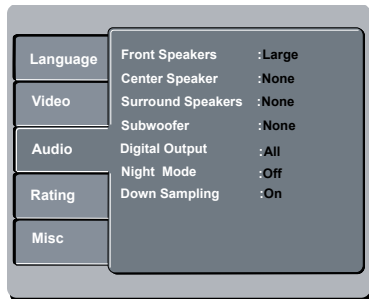 Language
Video
Audio
Rating
Misc
Front Speakers :Large
Center Speaker :None
Surround Speakers :None
Subwoofer :None
Digital Output :All
Night Mode :Off
Down Sampling :On